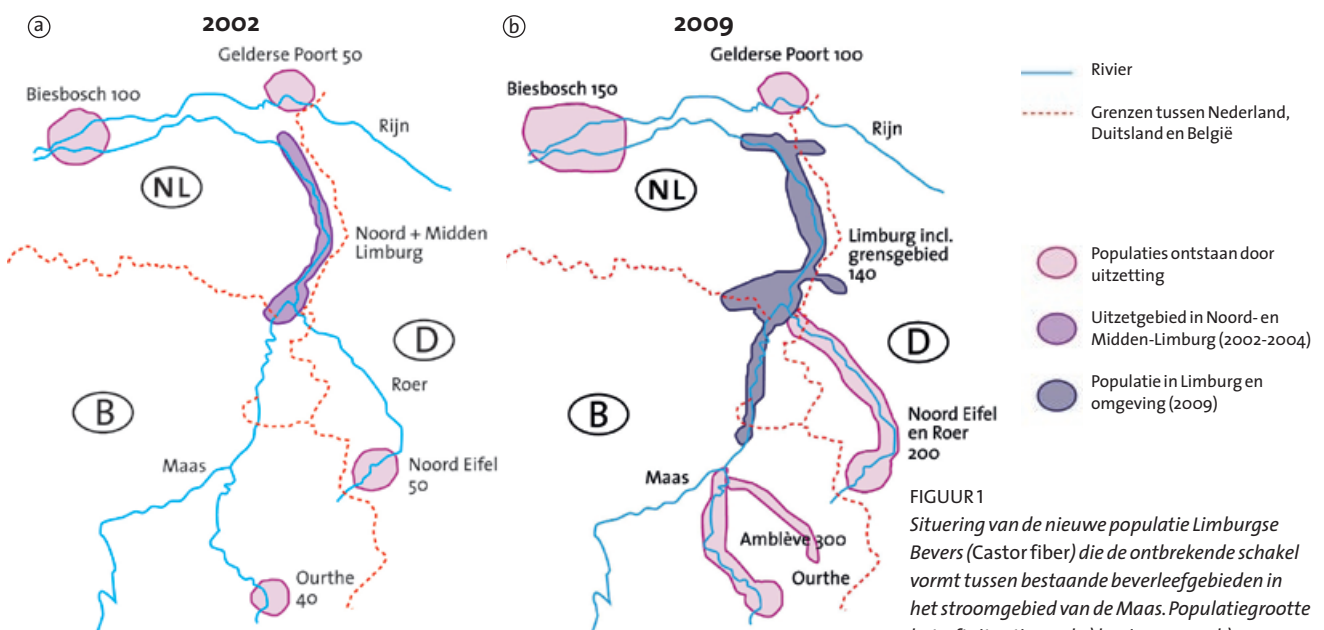 a
2002
Gelderse Poort 50
Biesbosch 100
Rijn
NL
Noord + Midden
Limburg
D
Roer
B
Maas
Noord Eifel
50
Ourthe
40
b
2009
Gelderse Poort 100
Biesbosch 150
Rijn
NL
Limburg incl.
grensgebied
140
D
B
Noord Eifel
en Roer
200
Maas
Amblève 300
Ourthe
Rivier
Grenzen tussen Nederland,
Duitsland en België
Populaties ontstaan door
uitzetting
Uitzetgebied in Noord- en
Midden-Limburg (2002-2004)
Populatie in Limburg en
omgeving (2009)
FIGUUR 1
Situering van de nieuwe populatie Limburgse
Bevers (Castor fiber) die de ontbrekende schakel
vormt tussen bestaande beverleefgebieden in
het stroomgebied van de Maas. Populatiegrootte